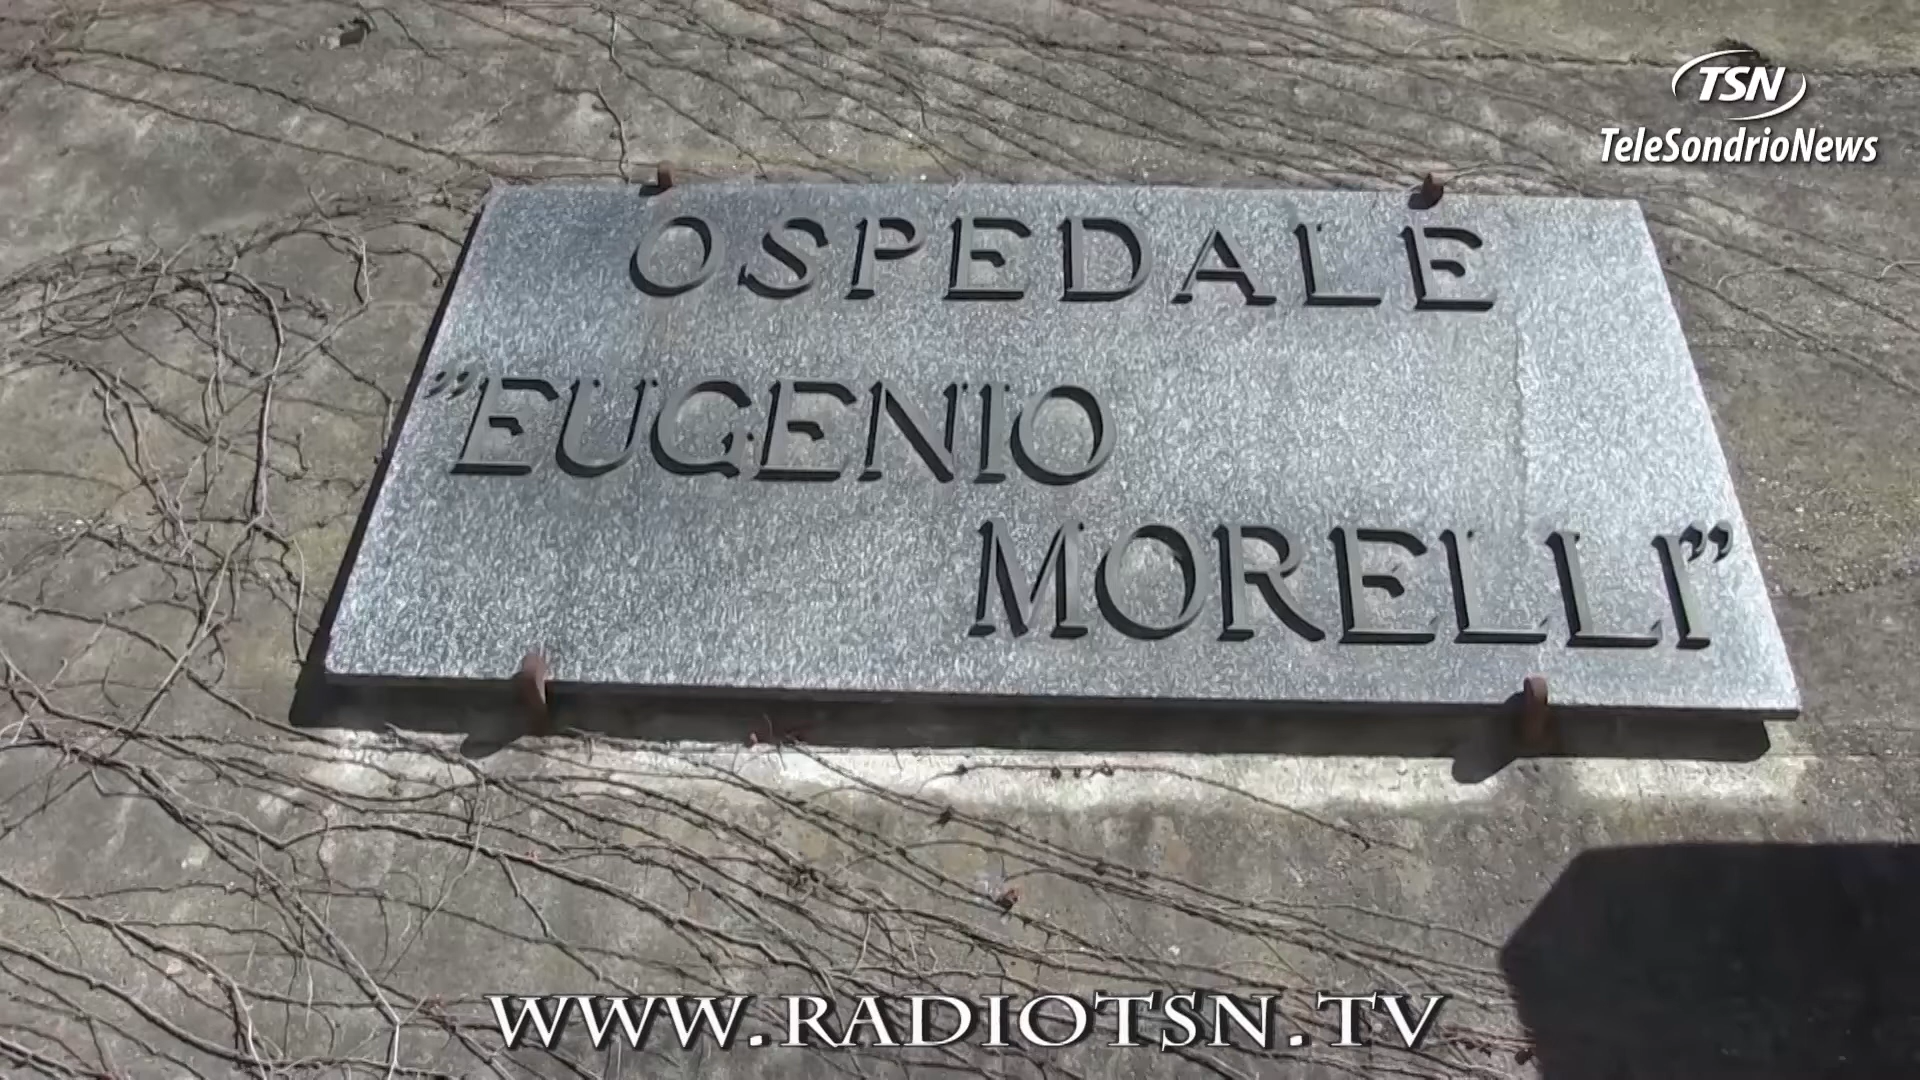 TSN
TeleSondrioNews
OSPEDALE
"EUGENIO
MORELLI"
WWW.RADIOTSN.TV